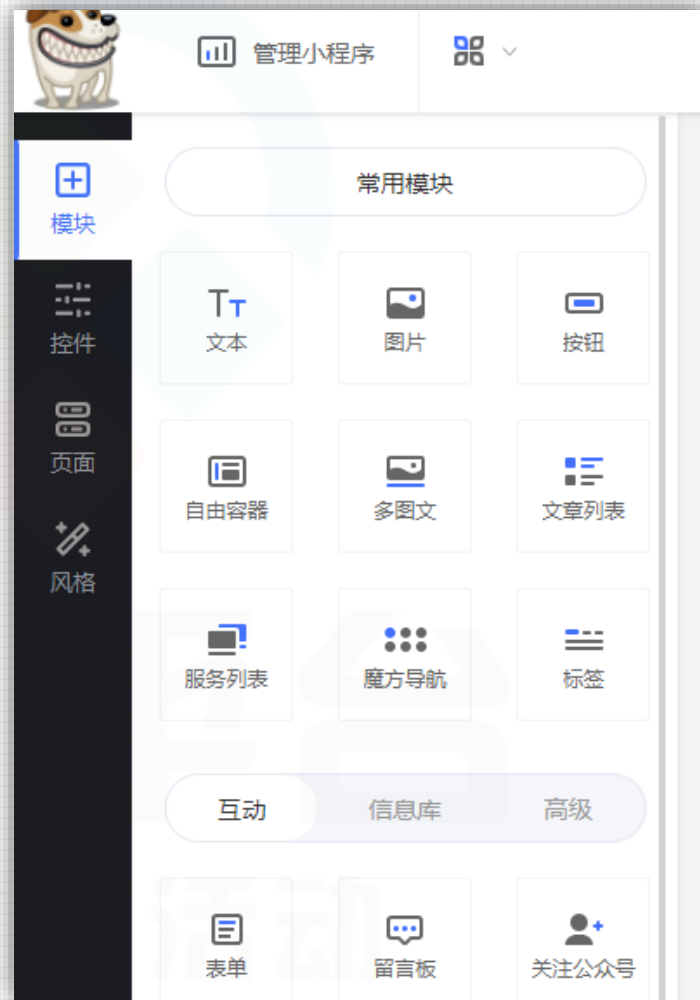 管理小程序
模块
控件
页面
风格
常用模块
文本 图片 按钮
自由容器 多图文 文章列表
服务列表 魔方导航 标签
互动 信息库 高级
表单 留言板 关注公众号